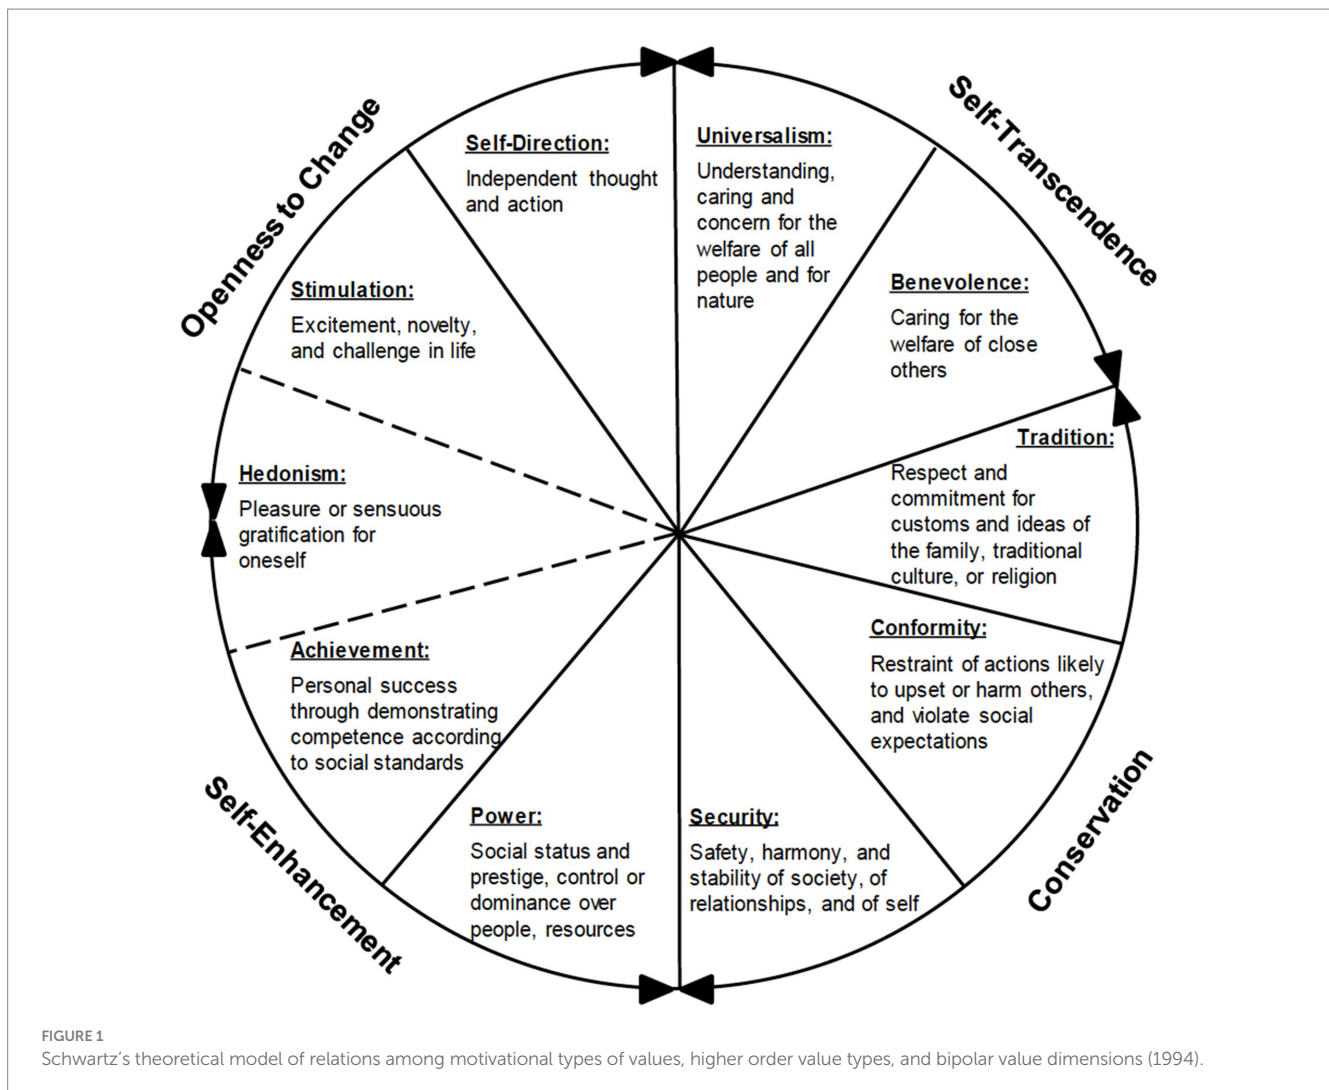 Openness to Change
Self-Transcendence
Self-Direction:
Independent thought
and action
Universalism:
Understanding,
caring and
concern for the
welfare of all
people and for
nature
Stimulation:
Excitement, novelty,
and challenge in life
Benevolence:
Caring for the
welfare of close
others
Hedonism:
Pleasure or sensuous
gratification for
oneself
Tradition:
Respect and
commitment for
customs and ideas of
the family, traditional
culture, or religion
Achievement:
Personal success
through demonstrating
competence according
to social standards
Conformity:
Restraint of actions likely
to upset or harm others,
and violate social
expectations
Power:
Social status and
prestige, control or
dominance over
people, resources
Security:
Safety, harmony, and
stability of society, of
relationships, and of self
Self-Enhancement
Conservation
FIGURE 1
Schwartz's theoretical model of relations among motivational types of values, higher order value types, and bipolar value dimensions (1994).